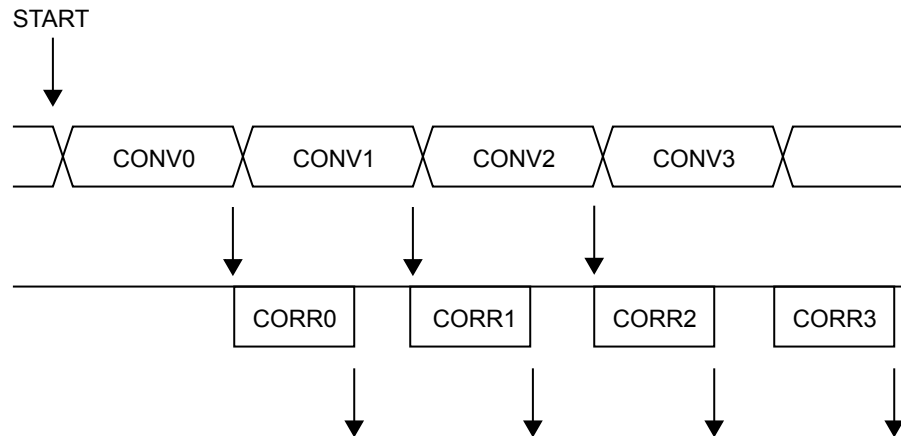 START
CONV0 CONV1 CONV2 CONV3
CORR0 CORR1 CORR2 CORR3